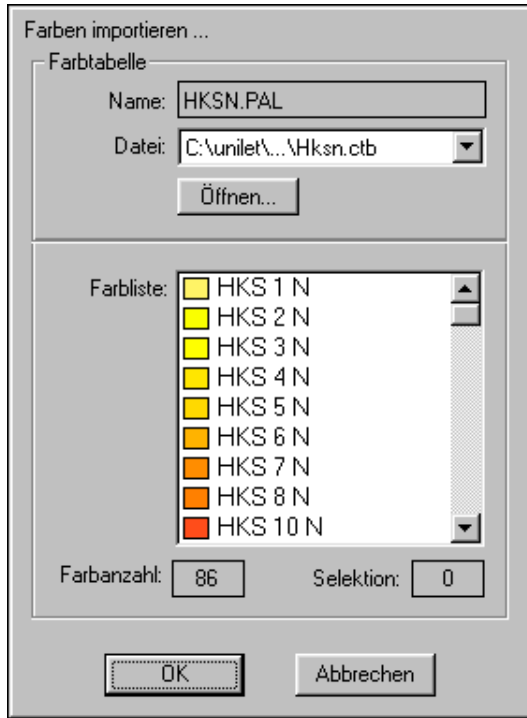 Farben importieren ...
Farbtabelle
Name: HKSN.PAL
Datei: C:\unilet\...\Hksn.ctb
Öffnen...
Farbliste: HKS 1 N
HKS 2 N
HKS 3 N
HKS 4 N
HKS 5 N
HKS 6 N
HKS 7 N
HKS 8 N
HKS 10 N
Farbanzahl: 86 Selektion: 0
OK Abbrechen